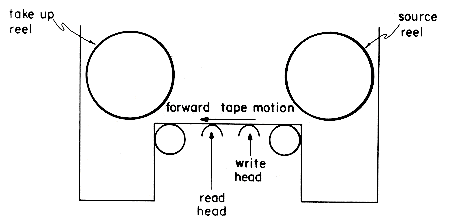 take up
reel
source
reel
forward tape motion
write
head
read
head